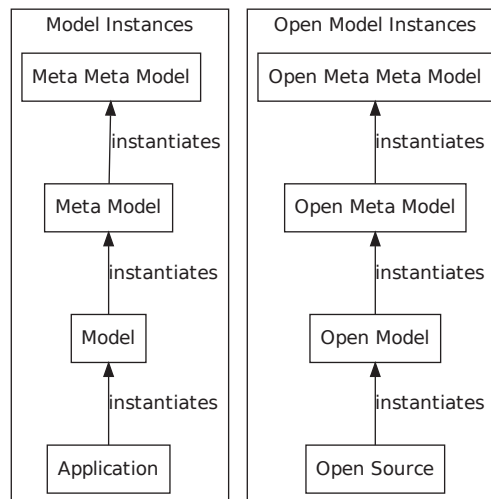 Model Instances
Meta Meta Model
instantiates
Meta Model
instantiates
Model
instantiates
Application
Open Model Instances
Open Meta Meta Model
instantiates
Open Meta Model
instantiates
Open Model
instantiates
Open Source